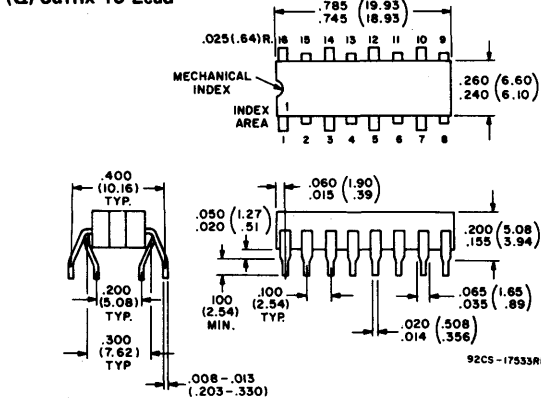 (Q) Suffix 16-Lead
.785 (19.93)
.745 (18.93)
.025(.64)R. 16 15 14 13 12 11 10 9
MECHANICAL
INDEX
INDEX
AREA
1
1 2 3 4 5 6 7 8
.260 (6.60)
.240 (6.10)
.400
(10.16)
TYP.
.060 (1.90)
.015 (.39)
.050 (1.27)
.020 (.51)
.200 (5.08)
.155 (3.94)
.100
(2.54)
MIN.
.100
(2.54)
TYP.
.200
(5.08)
TYP.
.065 (1.65)
.035 (.89)
.300
(7.62)
TYP
.020 (.508)
.014 (.356)
92CS-17533R
.008-.013
(.203-.330)